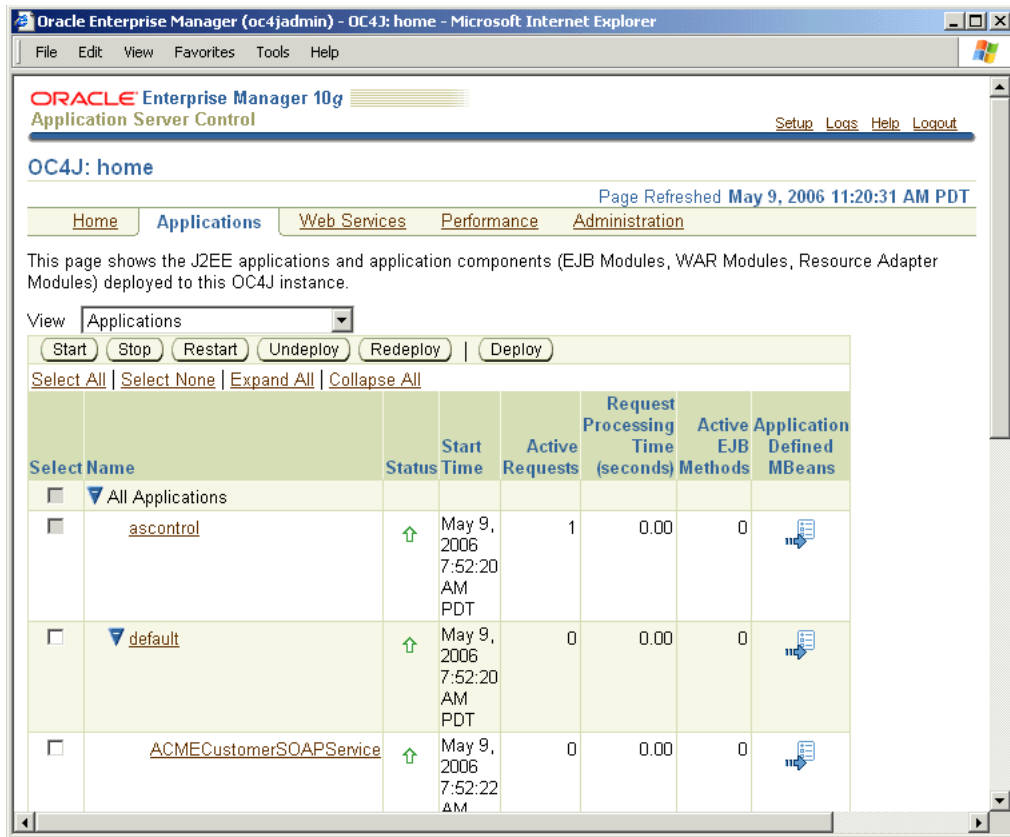 Oracle Enterprise Manager (oc4jadmin) - OC4J: home - Microsoft Internet Explorer
File Edit View Favorites Tools Help
ORACLE Enterprise Manager 10g
Application Server Control
Setup Logs Help Logout
OC4J: home
Page Refreshed May 9, 2006 11:20:31 AM PDT
Home Applications Web Services Performance Administration
This page shows the J2EE applications and application components (EJB Modules, WAR Modules, Resource Adapter
Modules) deployed to this OC4J instance.
View Applications
Start Stop Restart Undeploy Redeploy | Deploy
Select All | Select None | Expand All | Collapse All
Request
Processing Active Application
Start Active Time EJB Defined
Select Name Status Time Requests (seconds) Methods MBeans
All Applications
ascontrol May 9, 1 0.00 0
2006
7:52:20
AM
PDT
default May 9, 0 0.00 0
2006
7:52:20
AM
PDT
ACMECustomerSOAPService May 9, 0 0.00 0
2006
7:52:22
AM